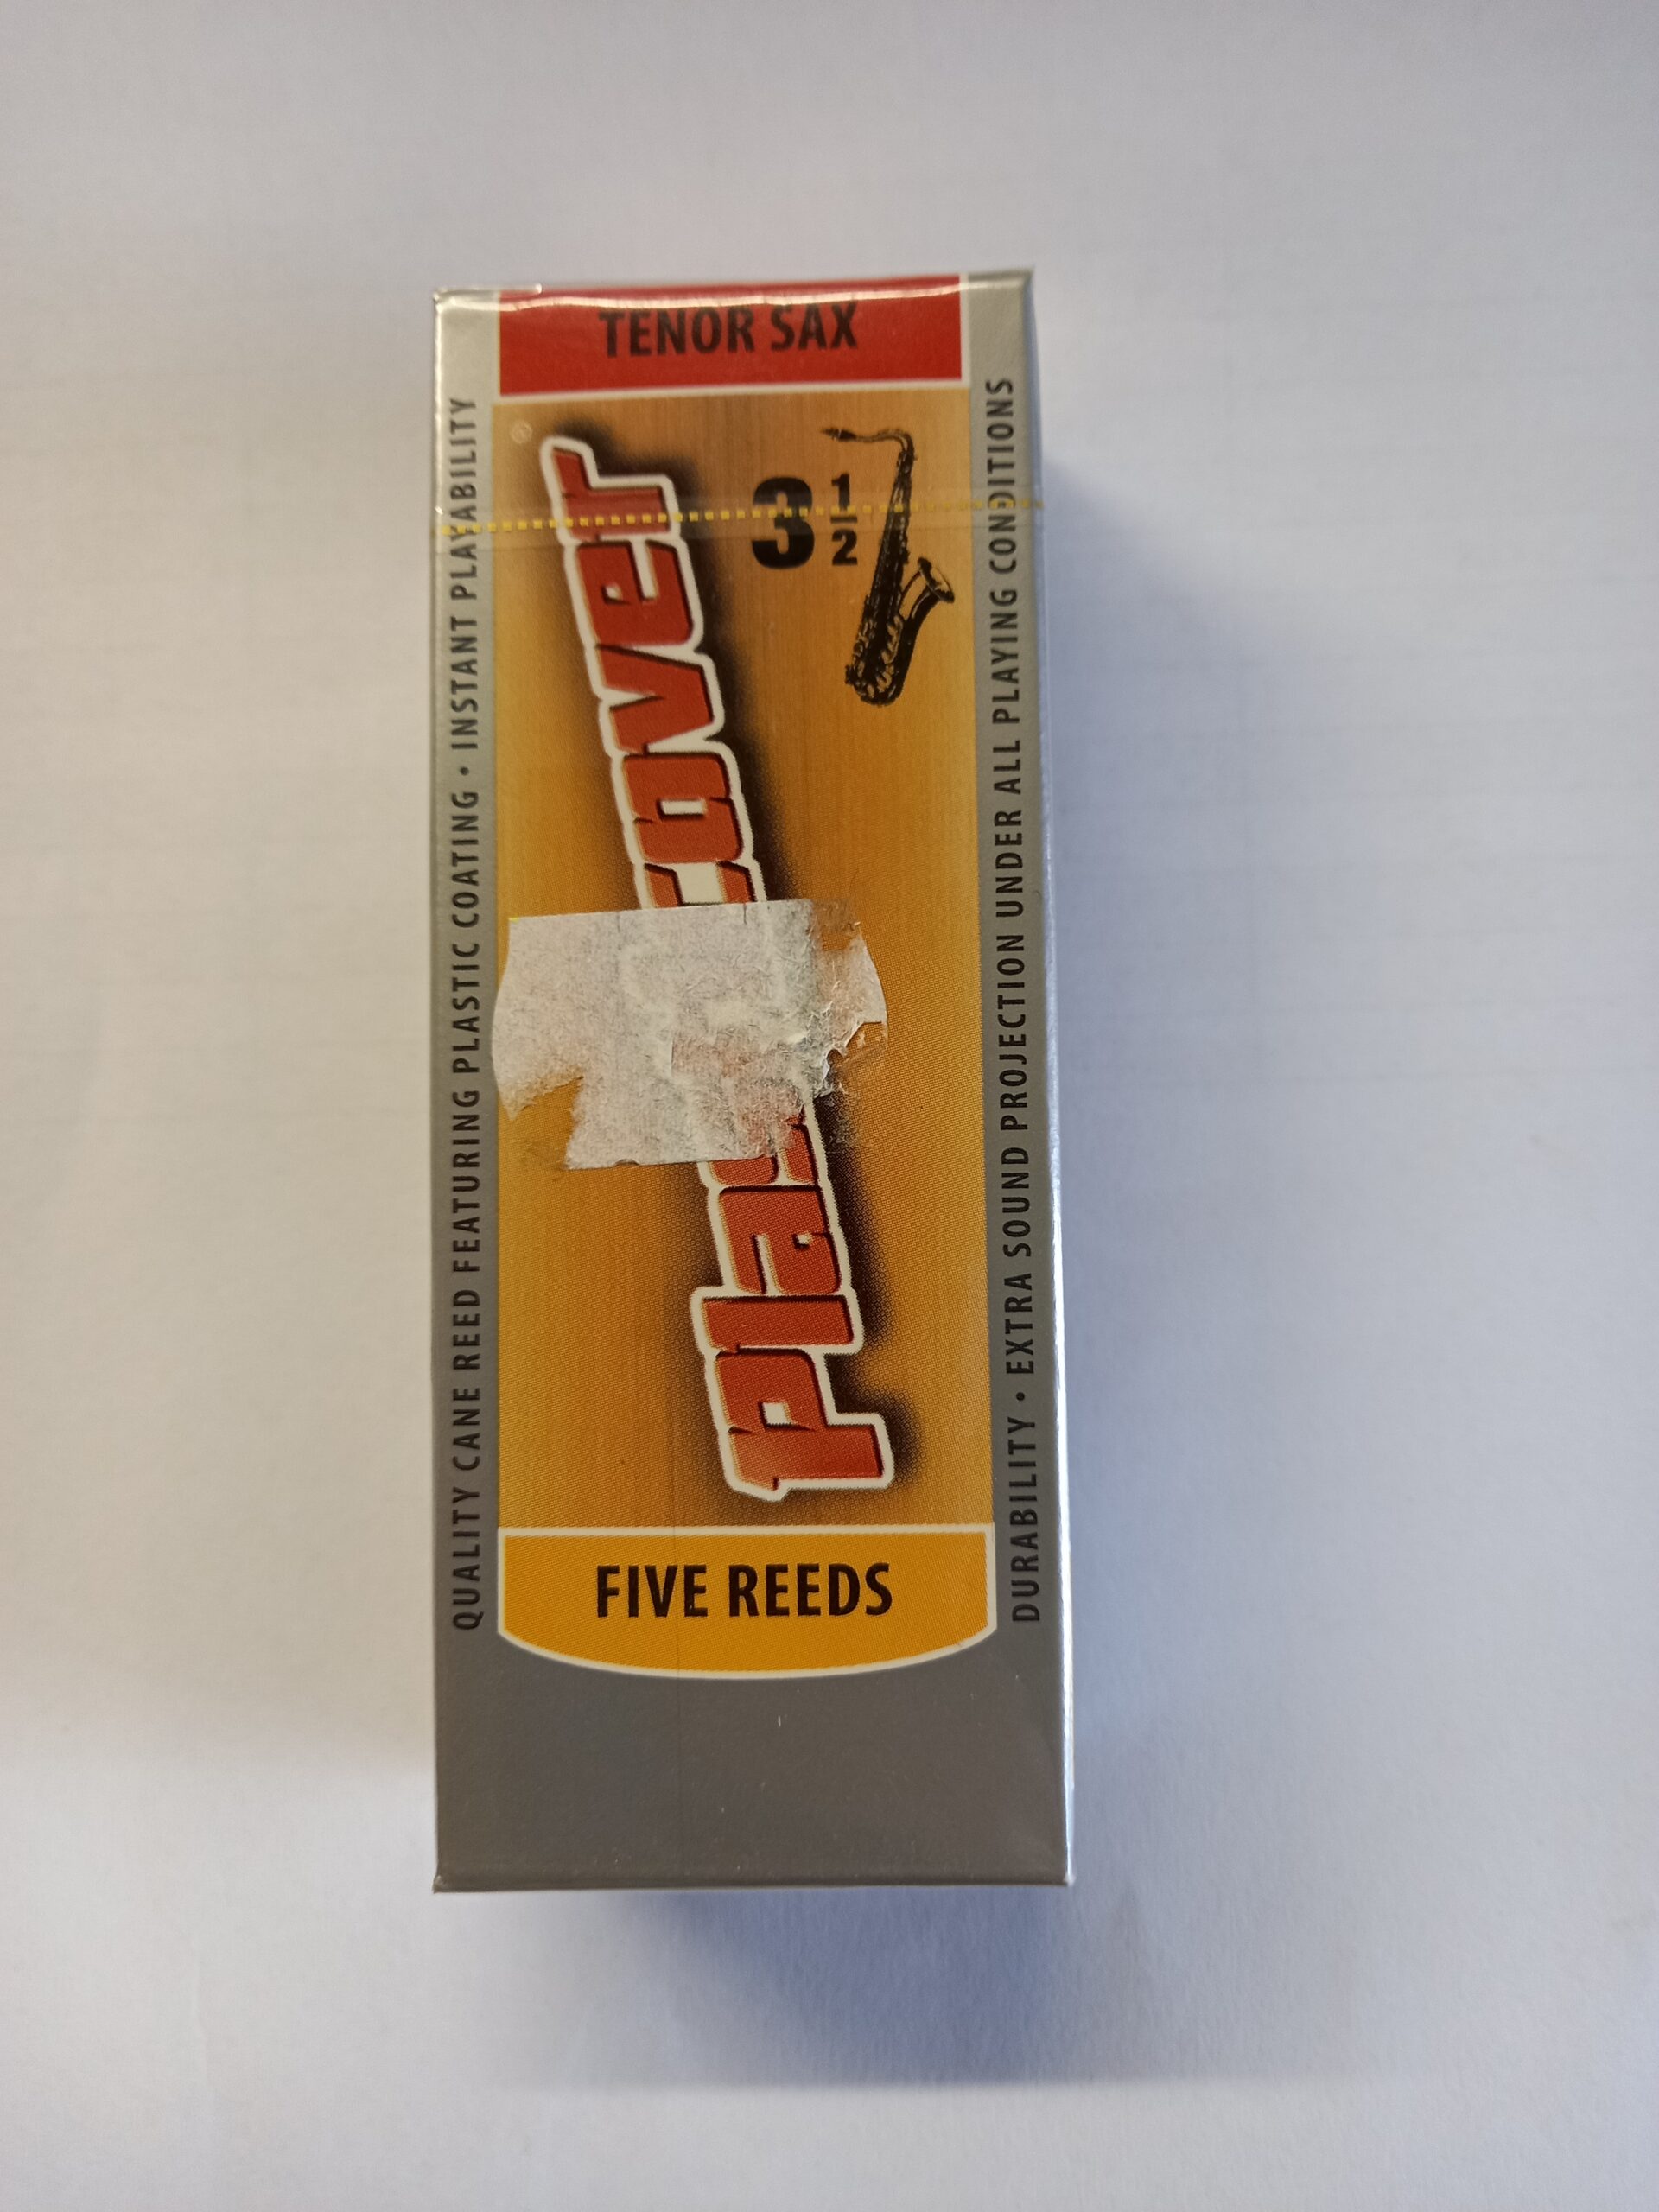 TENOR SAX
3 1/2
®
QUALITY CANE REED FEATURING PLASTIC COATING • INSTANT PLAYABILITY
DURABILITY • EXTRA SOUND PROJECTION UNDER ALL PLAYING CONDITIONS
FIVE REEDS